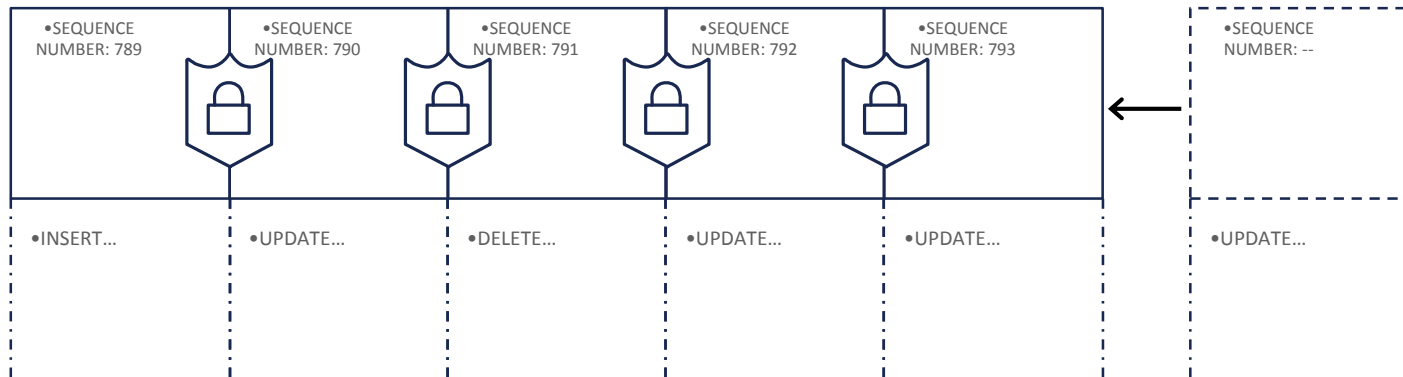 •SEQUENCE
NUMBER: 789
•SEQUENCE
NUMBER: 790
•SEQUENCE
NUMBER: 791
•SEQUENCE
NUMBER: 792
•SEQUENCE
NUMBER: 793
•SEQUENCE
NUMBER: --
•INSERT...
•UPDATE...
•DELETE...
•UPDATE...
•UPDATE...
•UPDATE...